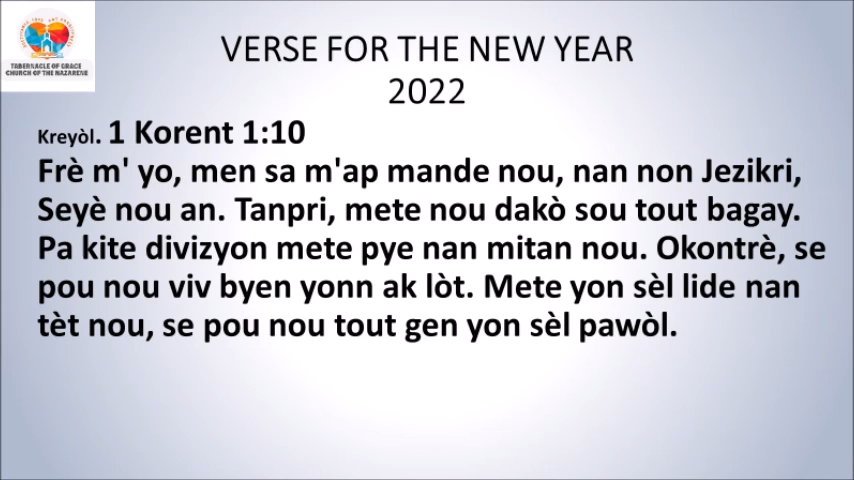 TABERNACLE OF GRACE
CHURCH OF THE NAZARENE
VERSE FOR THE NEW YEAR
2022
Kreyòl. 1 Korent 1:10
Frè m' yo, men sa m'ap mande nou, nan non Jezikri,
Seyè nou an. Tanpri, mete nou dakò sou tout bagay.
Pa kite divizyon mete pye nan mitan nou. Okontrè, se
pou nou viv byen yonn ak lòt. Mete yon sèl lide nan
tèt nou, se pou nou tout gen yon sèl pawòl.